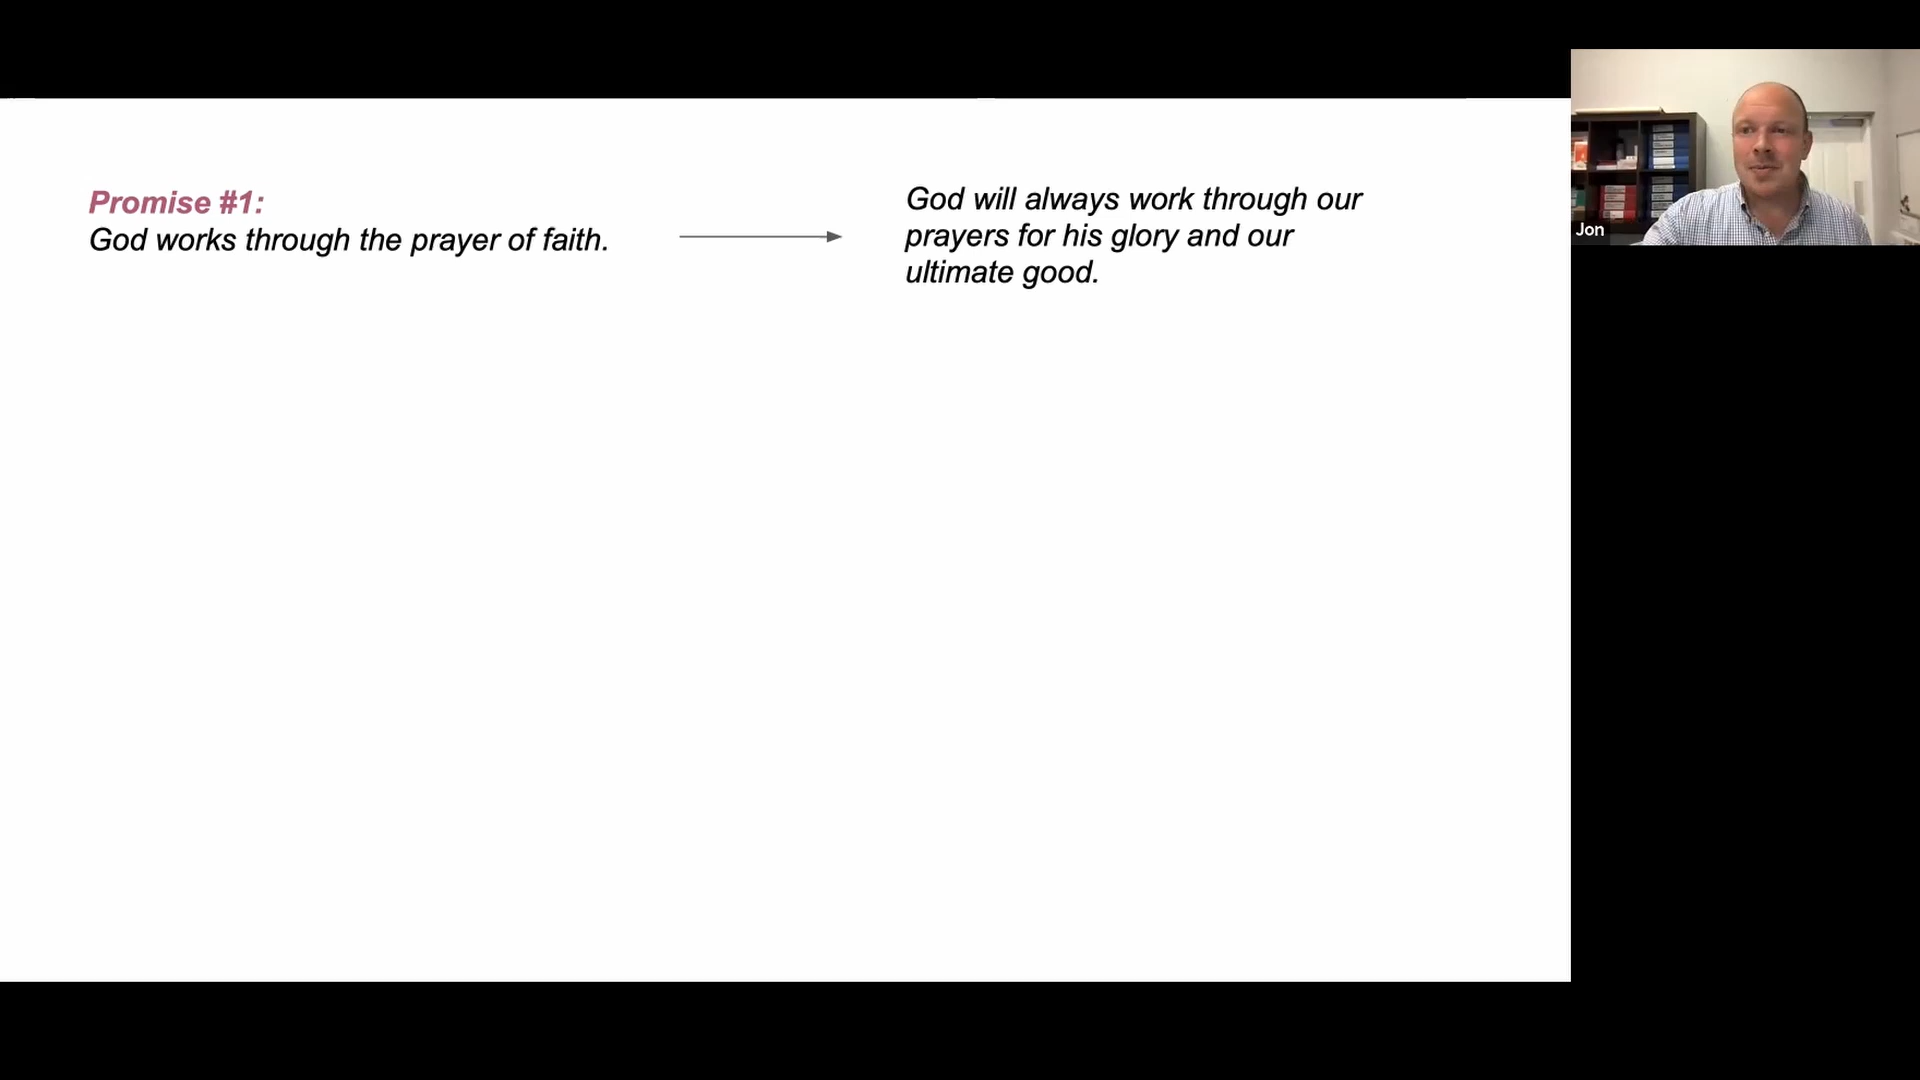 Promise #1:
God works through the prayer of faith.
God will always work through our
prayers for his glory and our
ultimate good.
Jon